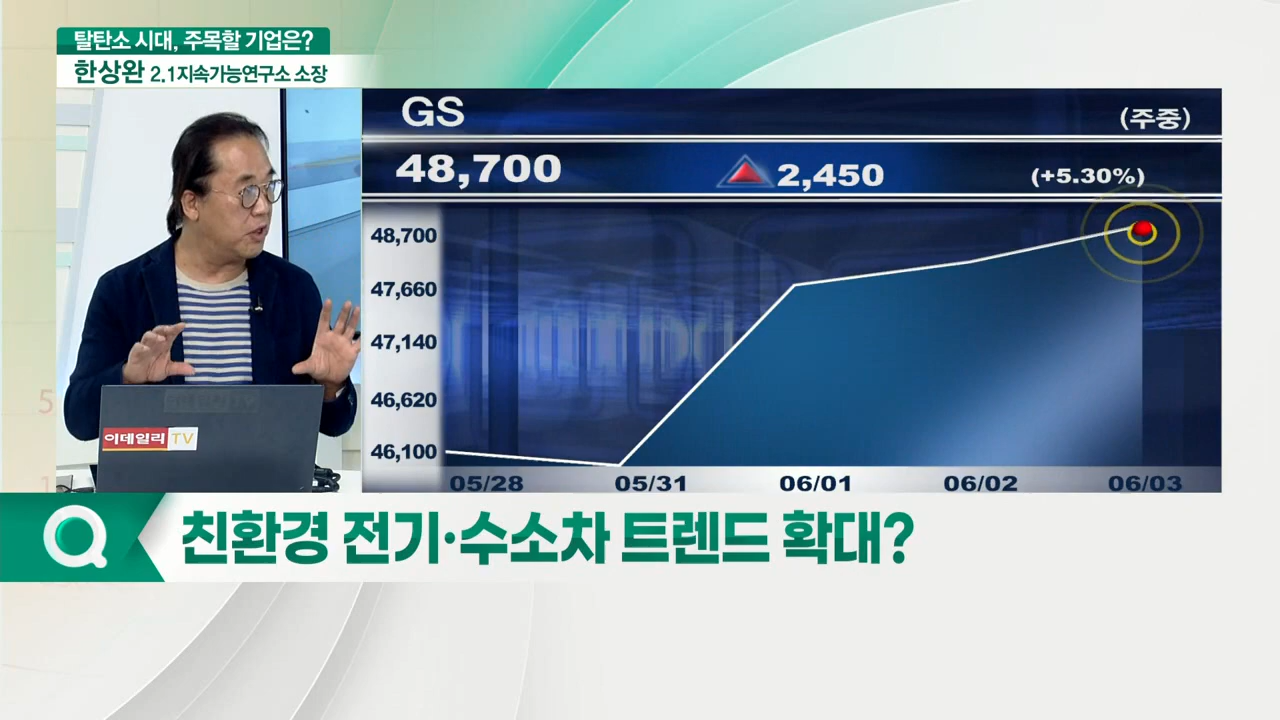 탈탄소 시대, 주목할 기업은?
한상완 2.1지속가능연구소 소장
GS
(주중)
48,700
2,450
(+5.30%)
48,700
47,660
47,140
46,620
46,100
05/28
05/31
06/01
06/02
06/03
이데일리 TV
5
1
Q
친환경 전기·수소차 트렌드 확대?